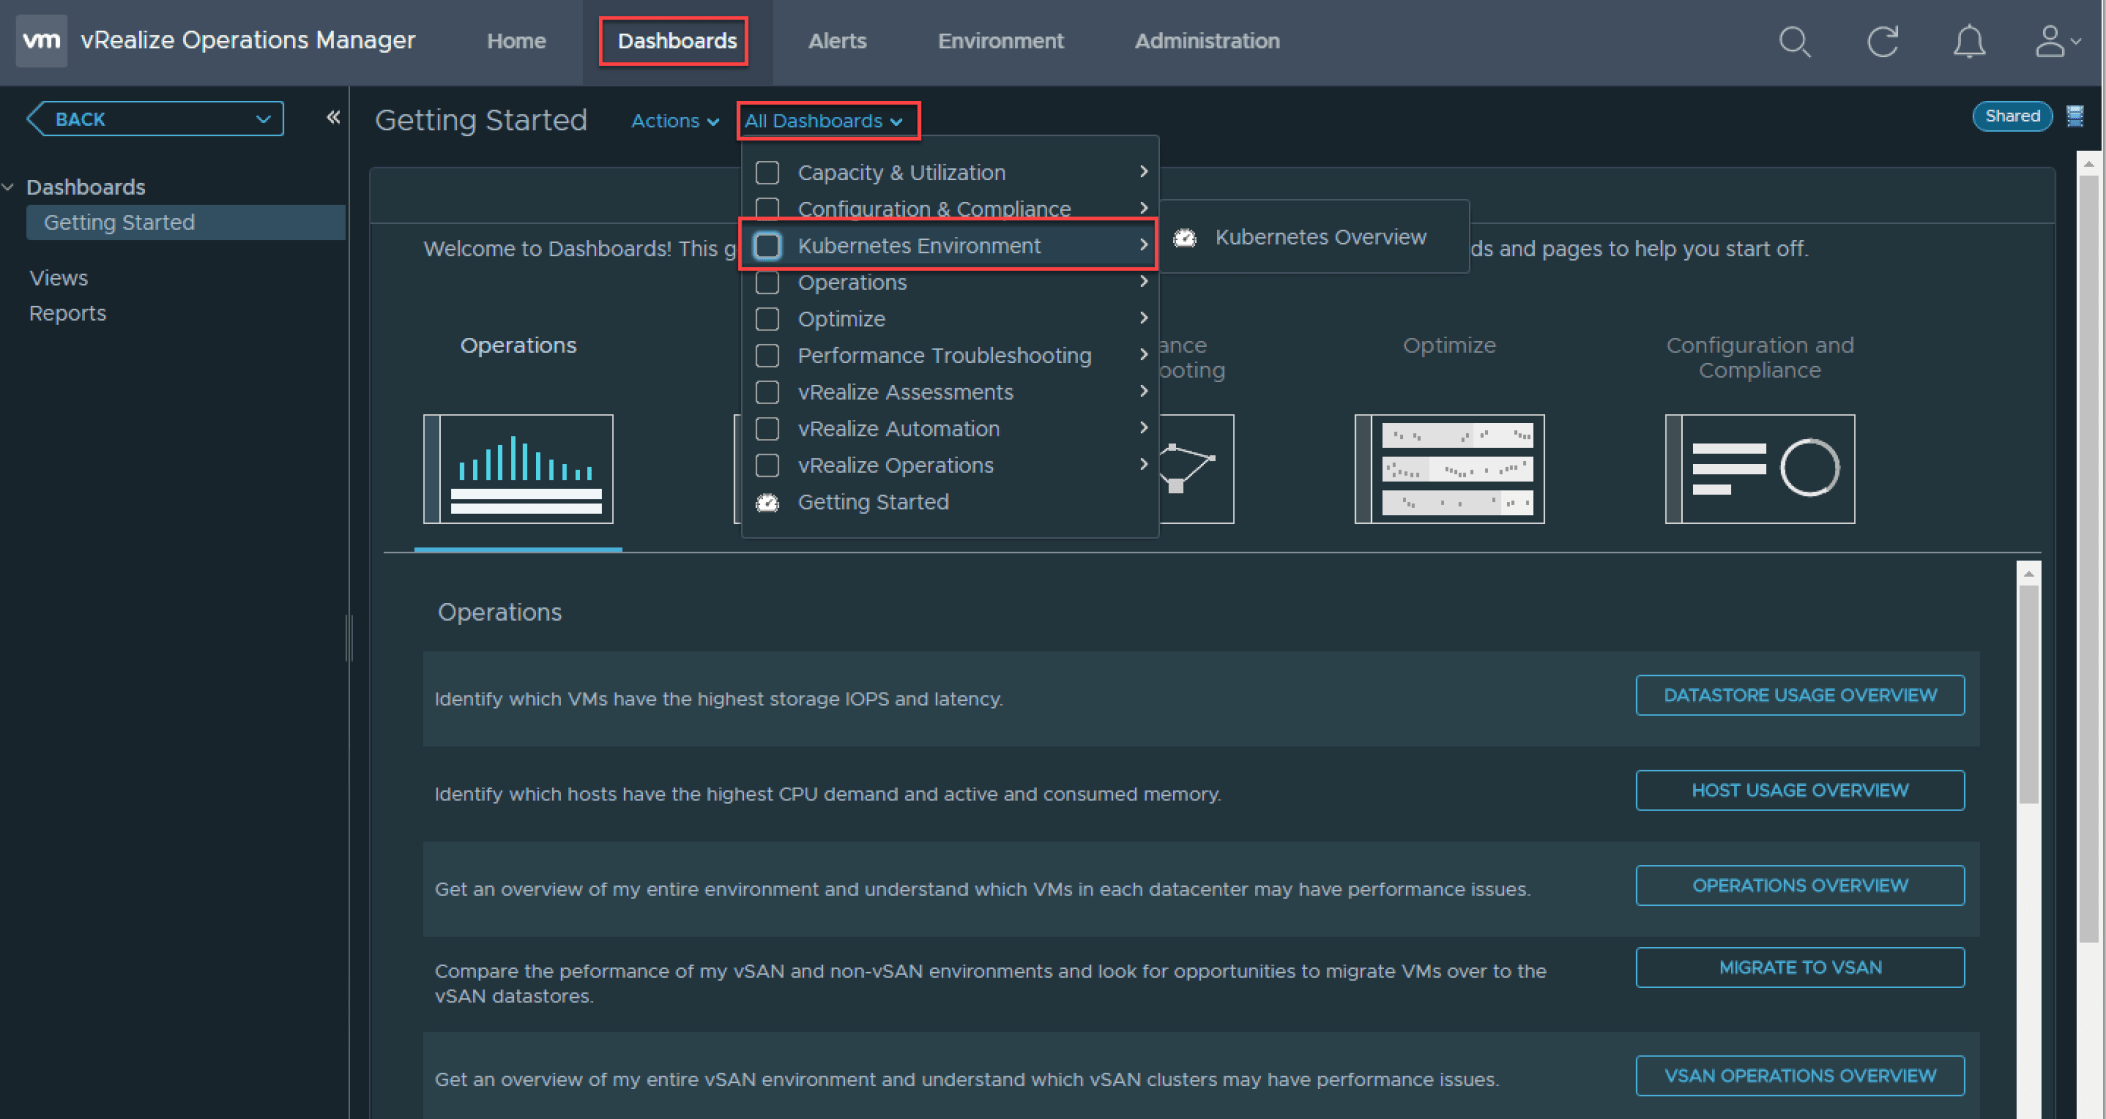 vm vRealize Operations Manager Home Dashboards Alerts Environment Administration
BACK
Getting Started Actions All Dashboards Shared
Dashboards
Getting Started
Views
Reports
Capacity & Utilization
Configuration & Compliance
Kubernetes Environment
Operations
Optimize
Performance Troubleshooting
vRealize Assessments
vRealize Automation
vRealize Operations
Getting Started
Kubernetes Overview
Welcome to Dashboards! This g
ds and pages to help you start off.
Operations
ance
ooting
Optimize
Configuration and
Compliance
Operations
Identify which VMs have the highest storage IOPS and latency. DATASTORE USAGE OVERVIEW
Identify which hosts have the highest CPU demand and active and consumed memory. HOST USAGE OVERVIEW
Get an overview of my entire environment and understand which VMs in each datacenter may have performance issues. OPERATIONS OVERVIEW
Compare the peformance of my vSAN and non-vSAN environments and look for opportunities to migrate VMs over to the
vSAN datastores.
MIGRATE TO VSAN
Get an overview of my entire vSAN environment and understand which vSAN clusters may have performance issues. VSAN OPERATIONS OVERVIEW